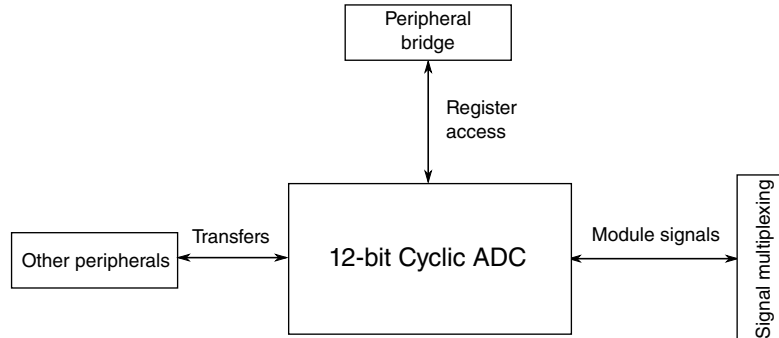 Peripheral
bridge
Register
access
Other peripherals
Transfers
12-bit Cyclic ADC
Module signals
Signal multiplexing